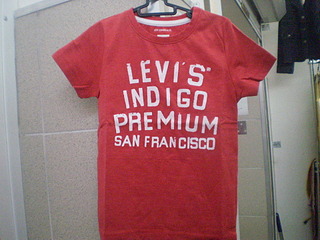 LEVI'S®
INDIGO
PREMIUM
SAN FRANCISCO